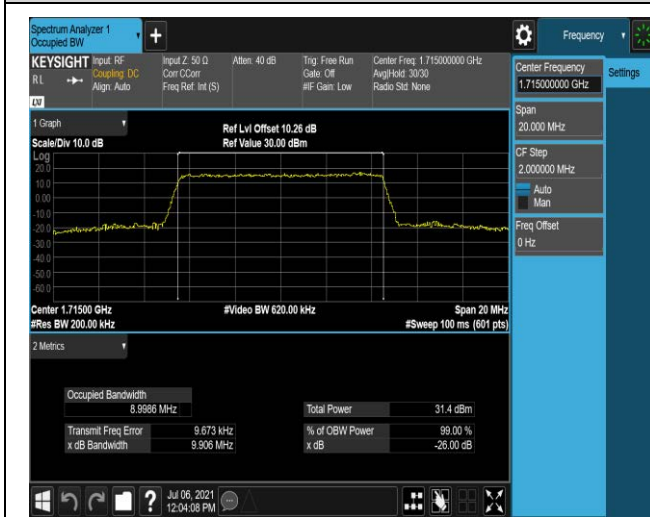 Spectrum Analyzer 1
Occupied BW
Frequency
KEYSIGHT
RL
LXI
Input: RF
Coupling: DC
Align: Auto
Input Z: 50 Ω
Corr CCorr
Freq Ref: Int (S)
Atten: 40 dB
Trig: Free Run
Gate: Off
#IF Gain: Low
Center Freq: 1.715000000 GHz
Avg|Hold: 30/30
Radio Std: None
Center Frequency
1.715000000 GHz
Settings
Span
20.000 MHz
CF Step
2.000000 MHz
Auto
Man
Freq Offset
0 Hz
1 Graph
Scale/Div 10.0 dB
Ref Lvl Offset 10.26 dB
Ref Value 30.00 dBm
Log
20.0
10.0
0.00
-10.0
-20.0
-30.0
-40.0
-50.0
-60.0
Center 1.71500 GHz
#Video BW 620.00 kHz
Span 20 MHz
#Res BW 200.00 kHz
#Sweep 100 ms (601 pts)
2 Metrics
Occupied Bandwidth
8.9986 MHz
Total Power 31.4 dBm
Transmit Freq Error 9.673 kHz
% of OBW Power 99.00 %
x dB Bandwidth 9.906 MHz
x dB -26.00 dB
?
Jul 06, 2021
12:04:08 PM